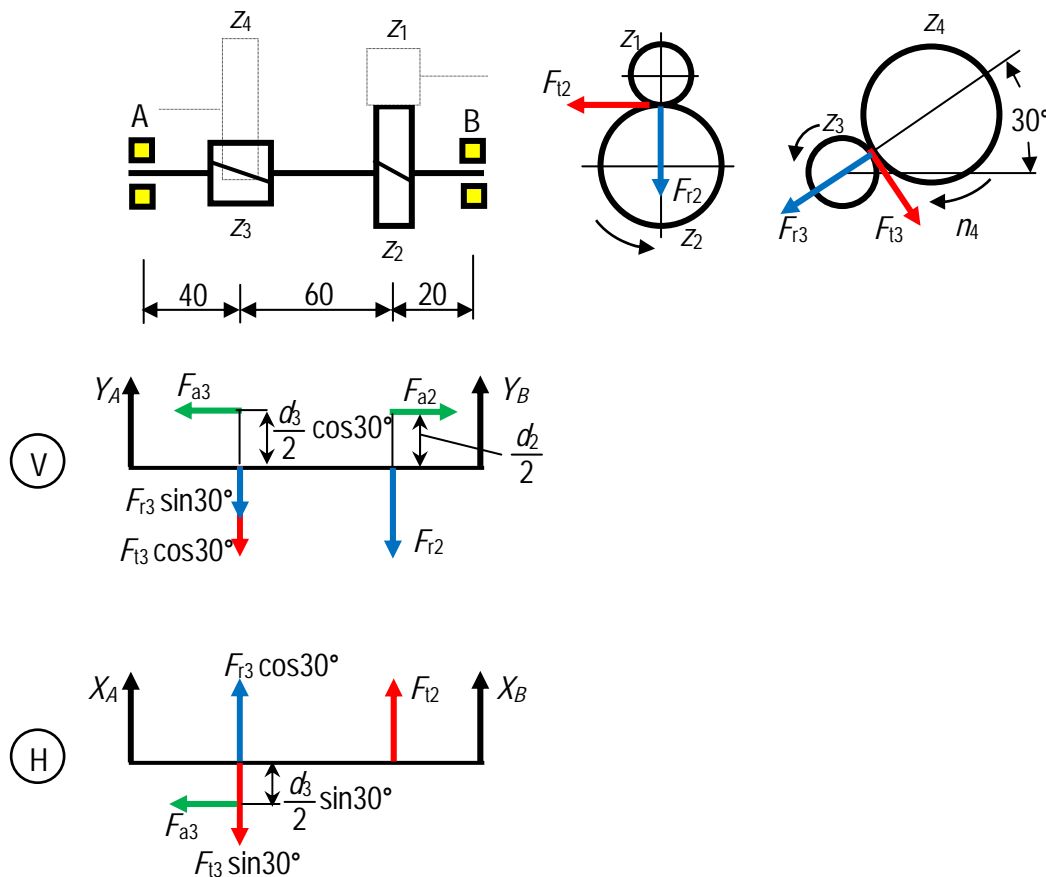 z4
z1
A
B
z3
z2
40
60
20
z1
Ft2
Fr2
z2
z4
z3
30°
Fr3
Ft3
n4
V
YA
Fa3
d3/2 cos30°
Fa2
YB
d2/2
Fr3 sin30°
Ft3 cos30°
Fr2
H
XA
Fr3 cos30°
Ft2
XB
d3/2 sin30°
Fa3
Ft3 sin30°